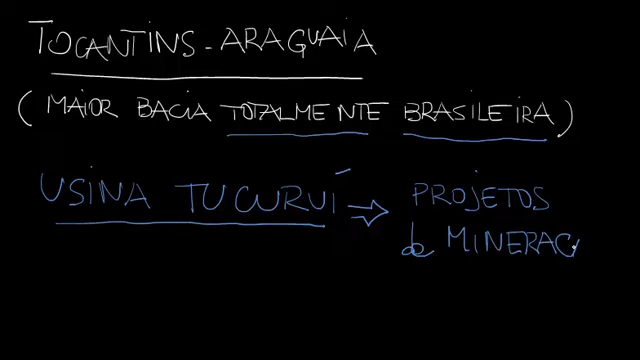 TOCANTINS-ARAGUAIA
(MAIOR BACIA TOTALMENTE BRASILEIRA)
USINA TUCURUÍ ⇒ PROJETOS
de MINERAC